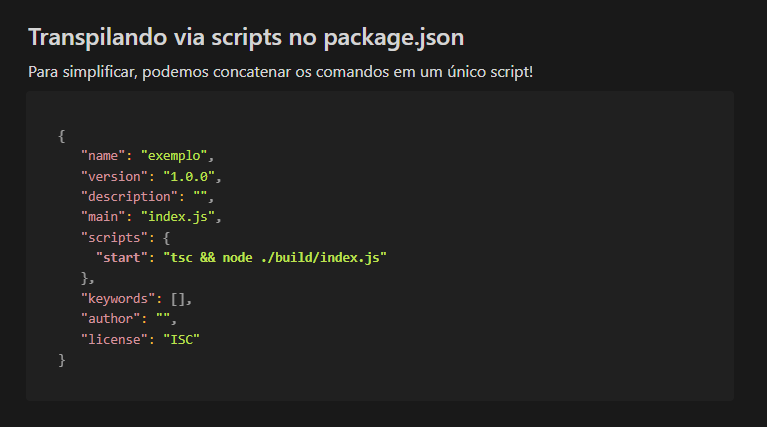 Transpilando via scripts no package.json
Para simplificar, podemos concatenar os comandos em um único script!
{
"name": "exemplo",
"version": "1.0.0",
"description": "",
"main": "index.js",
"scripts": {
"start": "tsc && node ./build/index.js"
},
"keywords": [],
"author": "",
"license": "ISC"
}